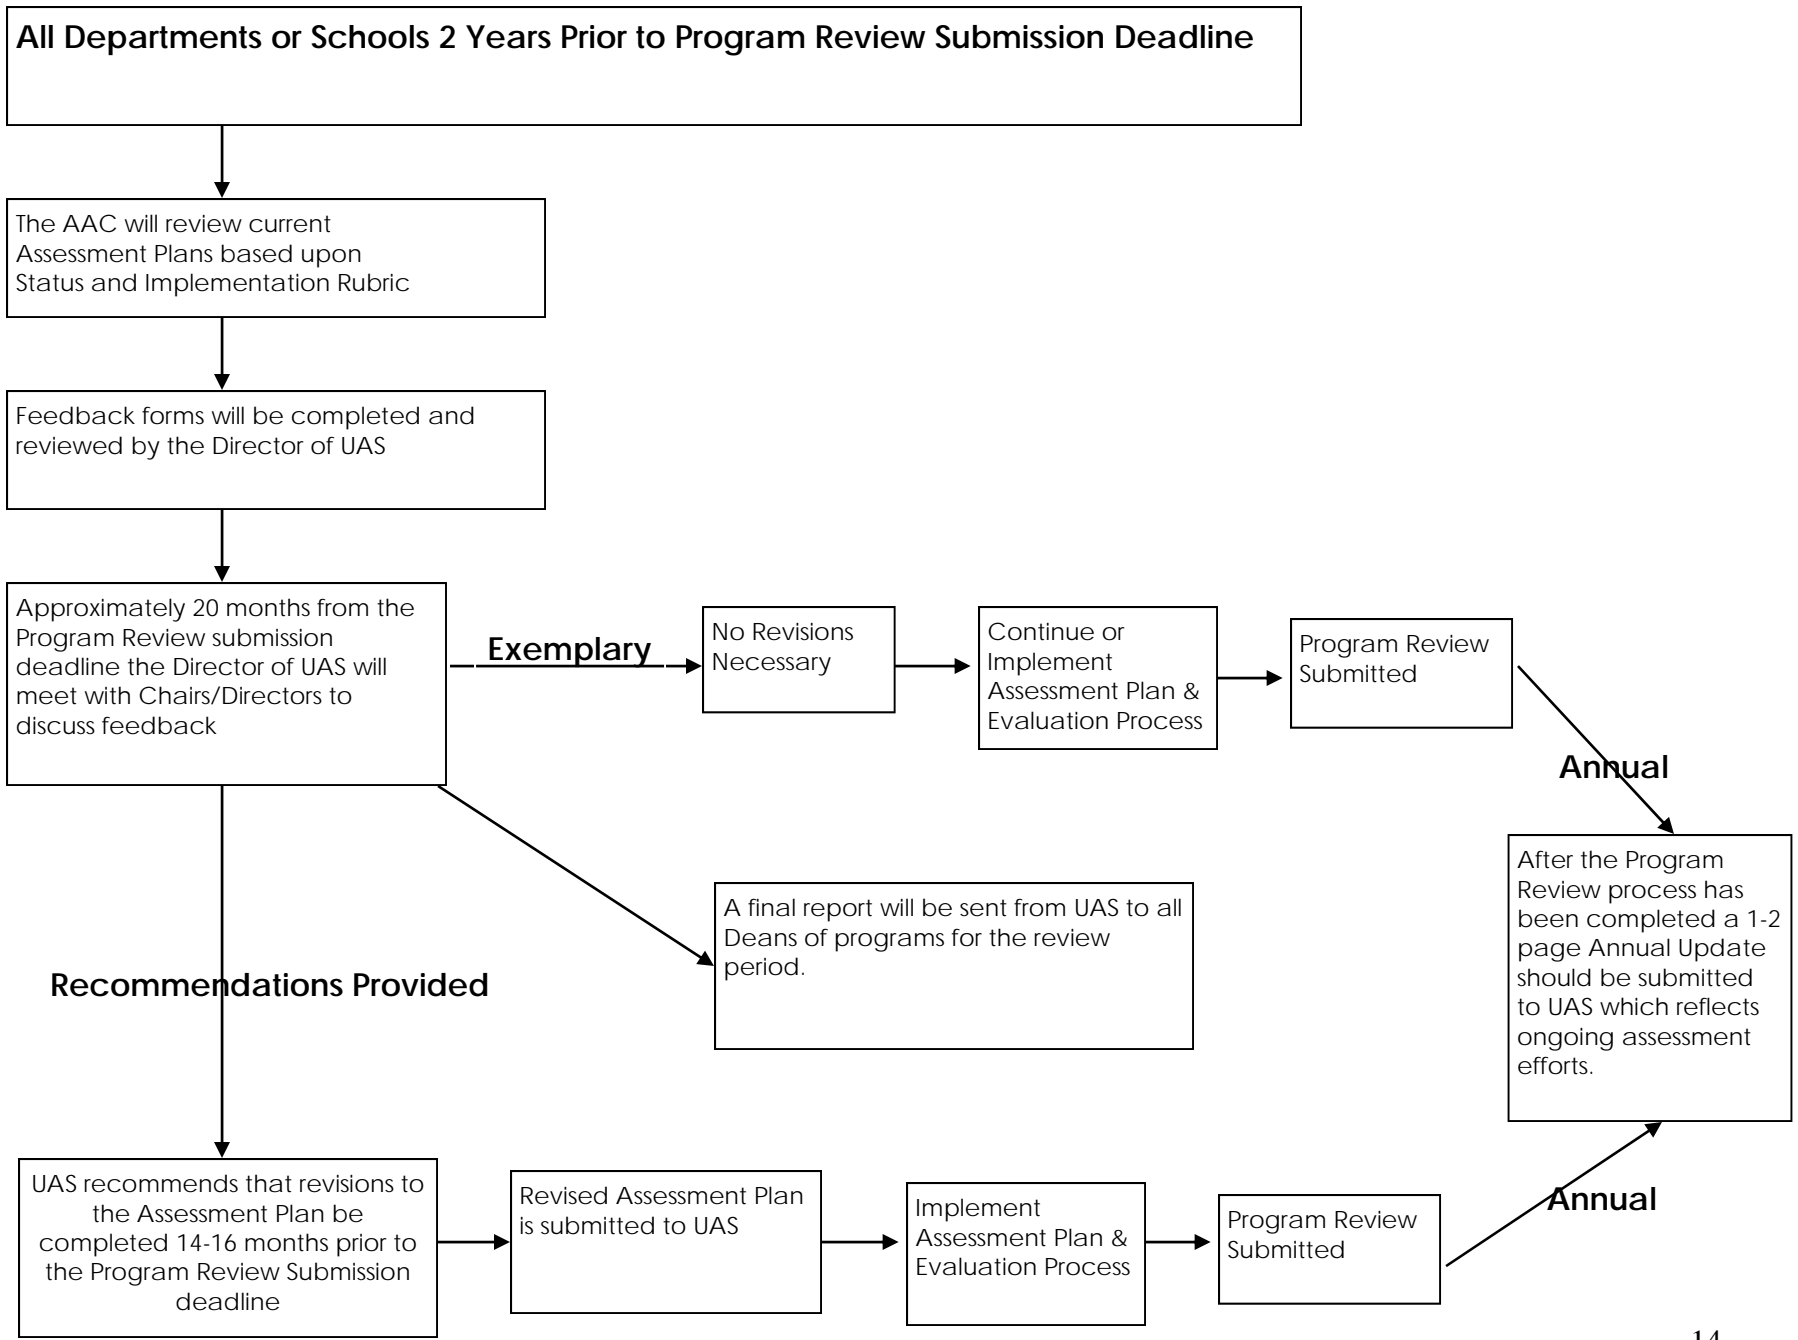 All Departments or Schools 2 Years Prior to Program Review Submission Deadline
The AAC will review current
Assessment Plans based upon
Status and Implementation Rubric
Feedback forms will be completed and
reviewed by the Director of UAS
Approximately 20 months from the
Program Review submission
deadline the Director of UAS will
meet with Chairs/Directors to
discuss feedback
Exemplary
No Revisions
Necessary
Continue or
Implement
Assessment Plan &
Evaluation Process
Program Review
Submitted
Annual
After the Program
Review process has
been completed a 1-2
page Annual Update
should be submitted
to UAS which reflects
ongoing assessment
efforts.
A final report will be sent from UAS to all
Deans of programs for the review
period.
Recommendations Provided
UAS recommends that revisions to
the Assessment Plan be
completed 14-16 months prior to
the Program Review Submission
deadline
Revised Assessment Plan
is submitted to UAS
Implement
Assessment Plan &
Evaluation Process
Program Review
Submitted
Annual
14